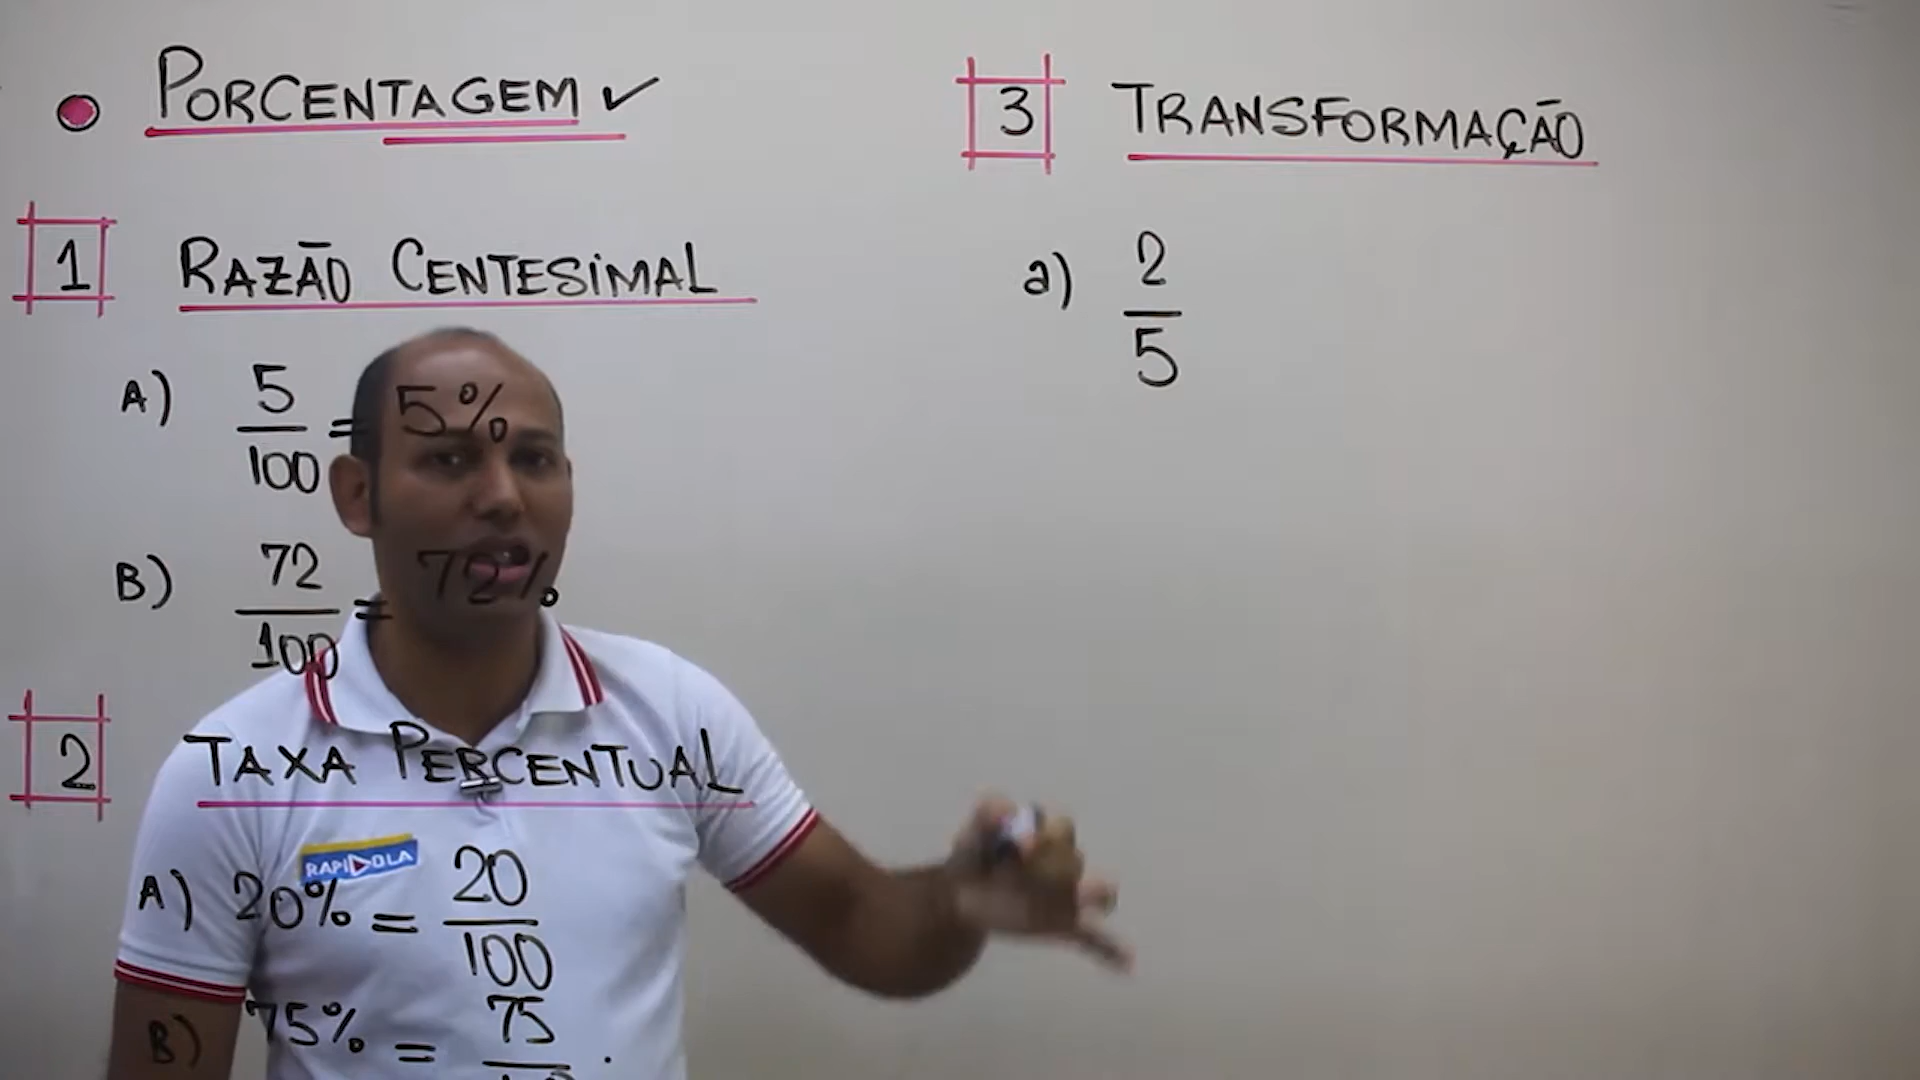 PORCENTAGEM ✓
1 RAZÃO CENTESIMAL
A) 5/100 = 5%
B) 72/100 = 72%
2 TAXA PERCENTUAL
RAPIDOLA
A) 20% = 20/100
B) 75% = 75
3 TRANSFORMAÇÃO
a) 2/5